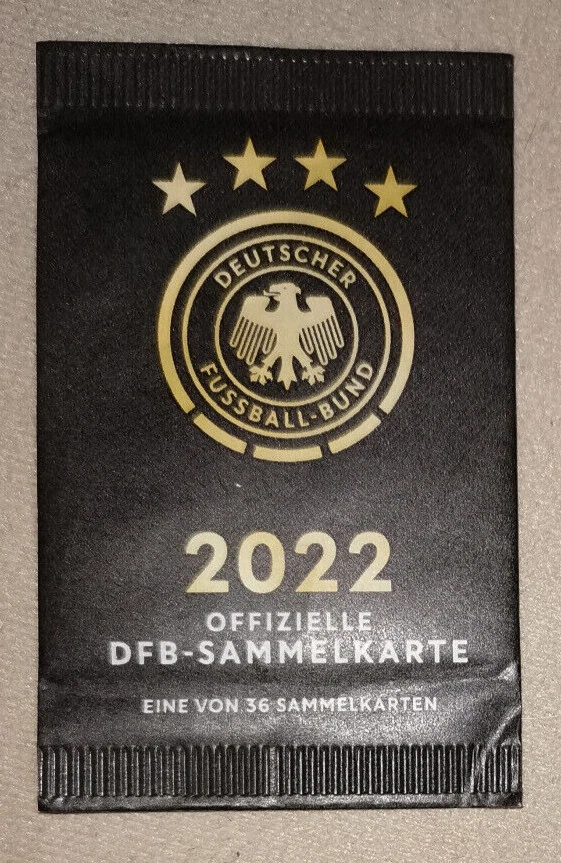 DEUTSCHER
FUSSBALL-BUND
2022
OFFIZIELLE
DFB-SAMMELKARTE
EINE VON 36 SAMMELKARTEN